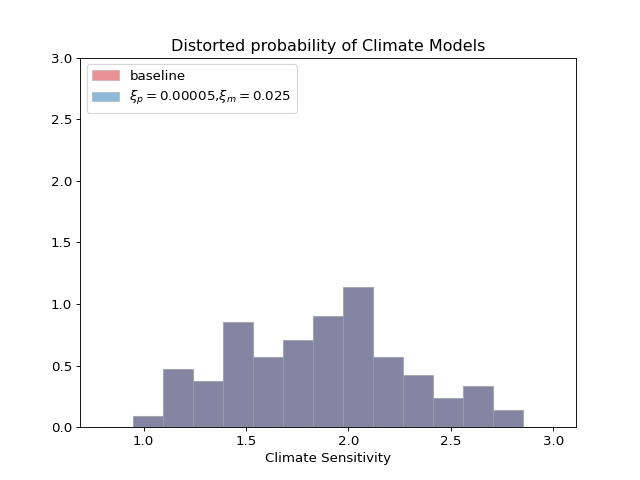 Distorted probability of Climate Models
baseline
ξₚ = 0.00005,ξₘ = 0.025
3.0
2.5
2.0
1.5
1.0
0.5
0.0
1.0 1.5 2.0 2.5 3.0
Climate Sensitivity